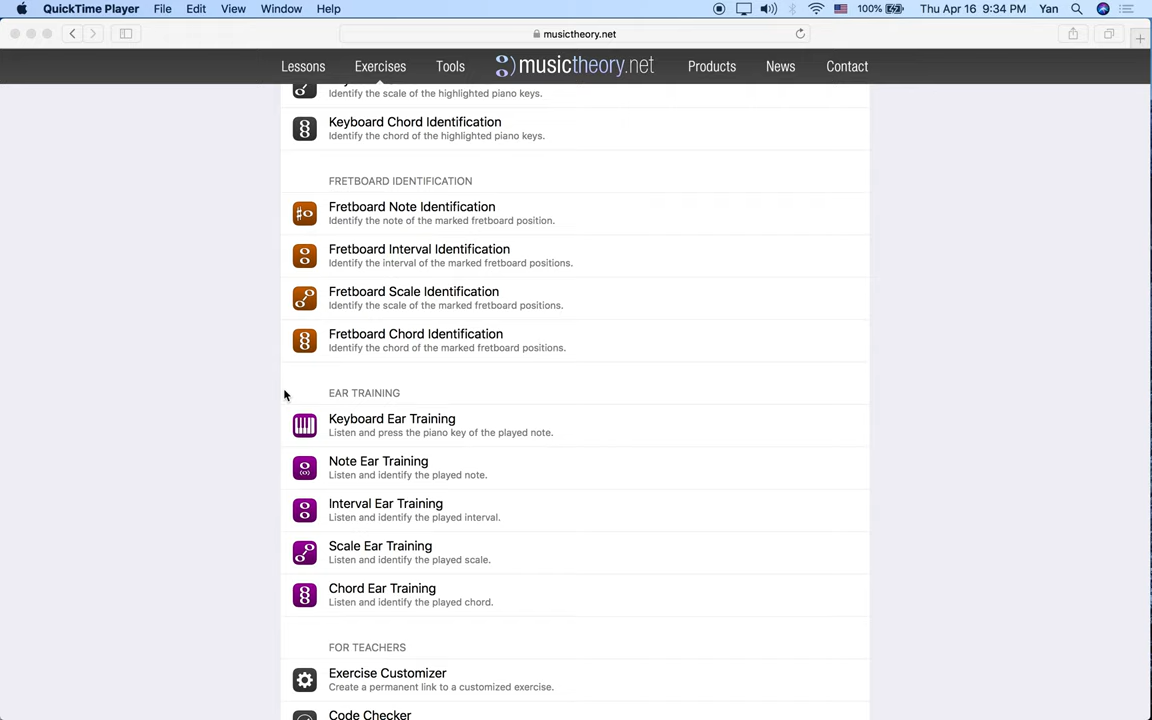 QuickTime Player File Edit View Window Help 100% Thu Apr 16 9:34 PM Yan
musictheory.net
Lessons Exercises Tools musictheory.net Products News Contact
Identify the scale of the highlighted piano keys.
Keyboard Chord Identification
Identify the chord of the highlighted piano keys.
FRETBOARD IDENTIFICATION
Fretboard Note Identification
Identify the note of the marked fretboard position.
Fretboard Interval Identification
Identify the interval of the marked fretboard positions.
Fretboard Scale Identification
Identify the scale of the marked fretboard positions.
Fretboard Chord Identification
Identify the chord of the marked fretboard positions.
EAR TRAINING
Keyboard Ear Training
Listen and press the piano key of the played note.
Note Ear Training
Listen and identify the played note.
Interval Ear Training
Listen and identify the played interval.
Scale Ear Training
Listen and identify the played scale.
Chord Ear Training
Listen and identify the played chord.
FOR TEACHERS
Exercise Customizer
Create a permanent link to a customized exercise.
Code Checker